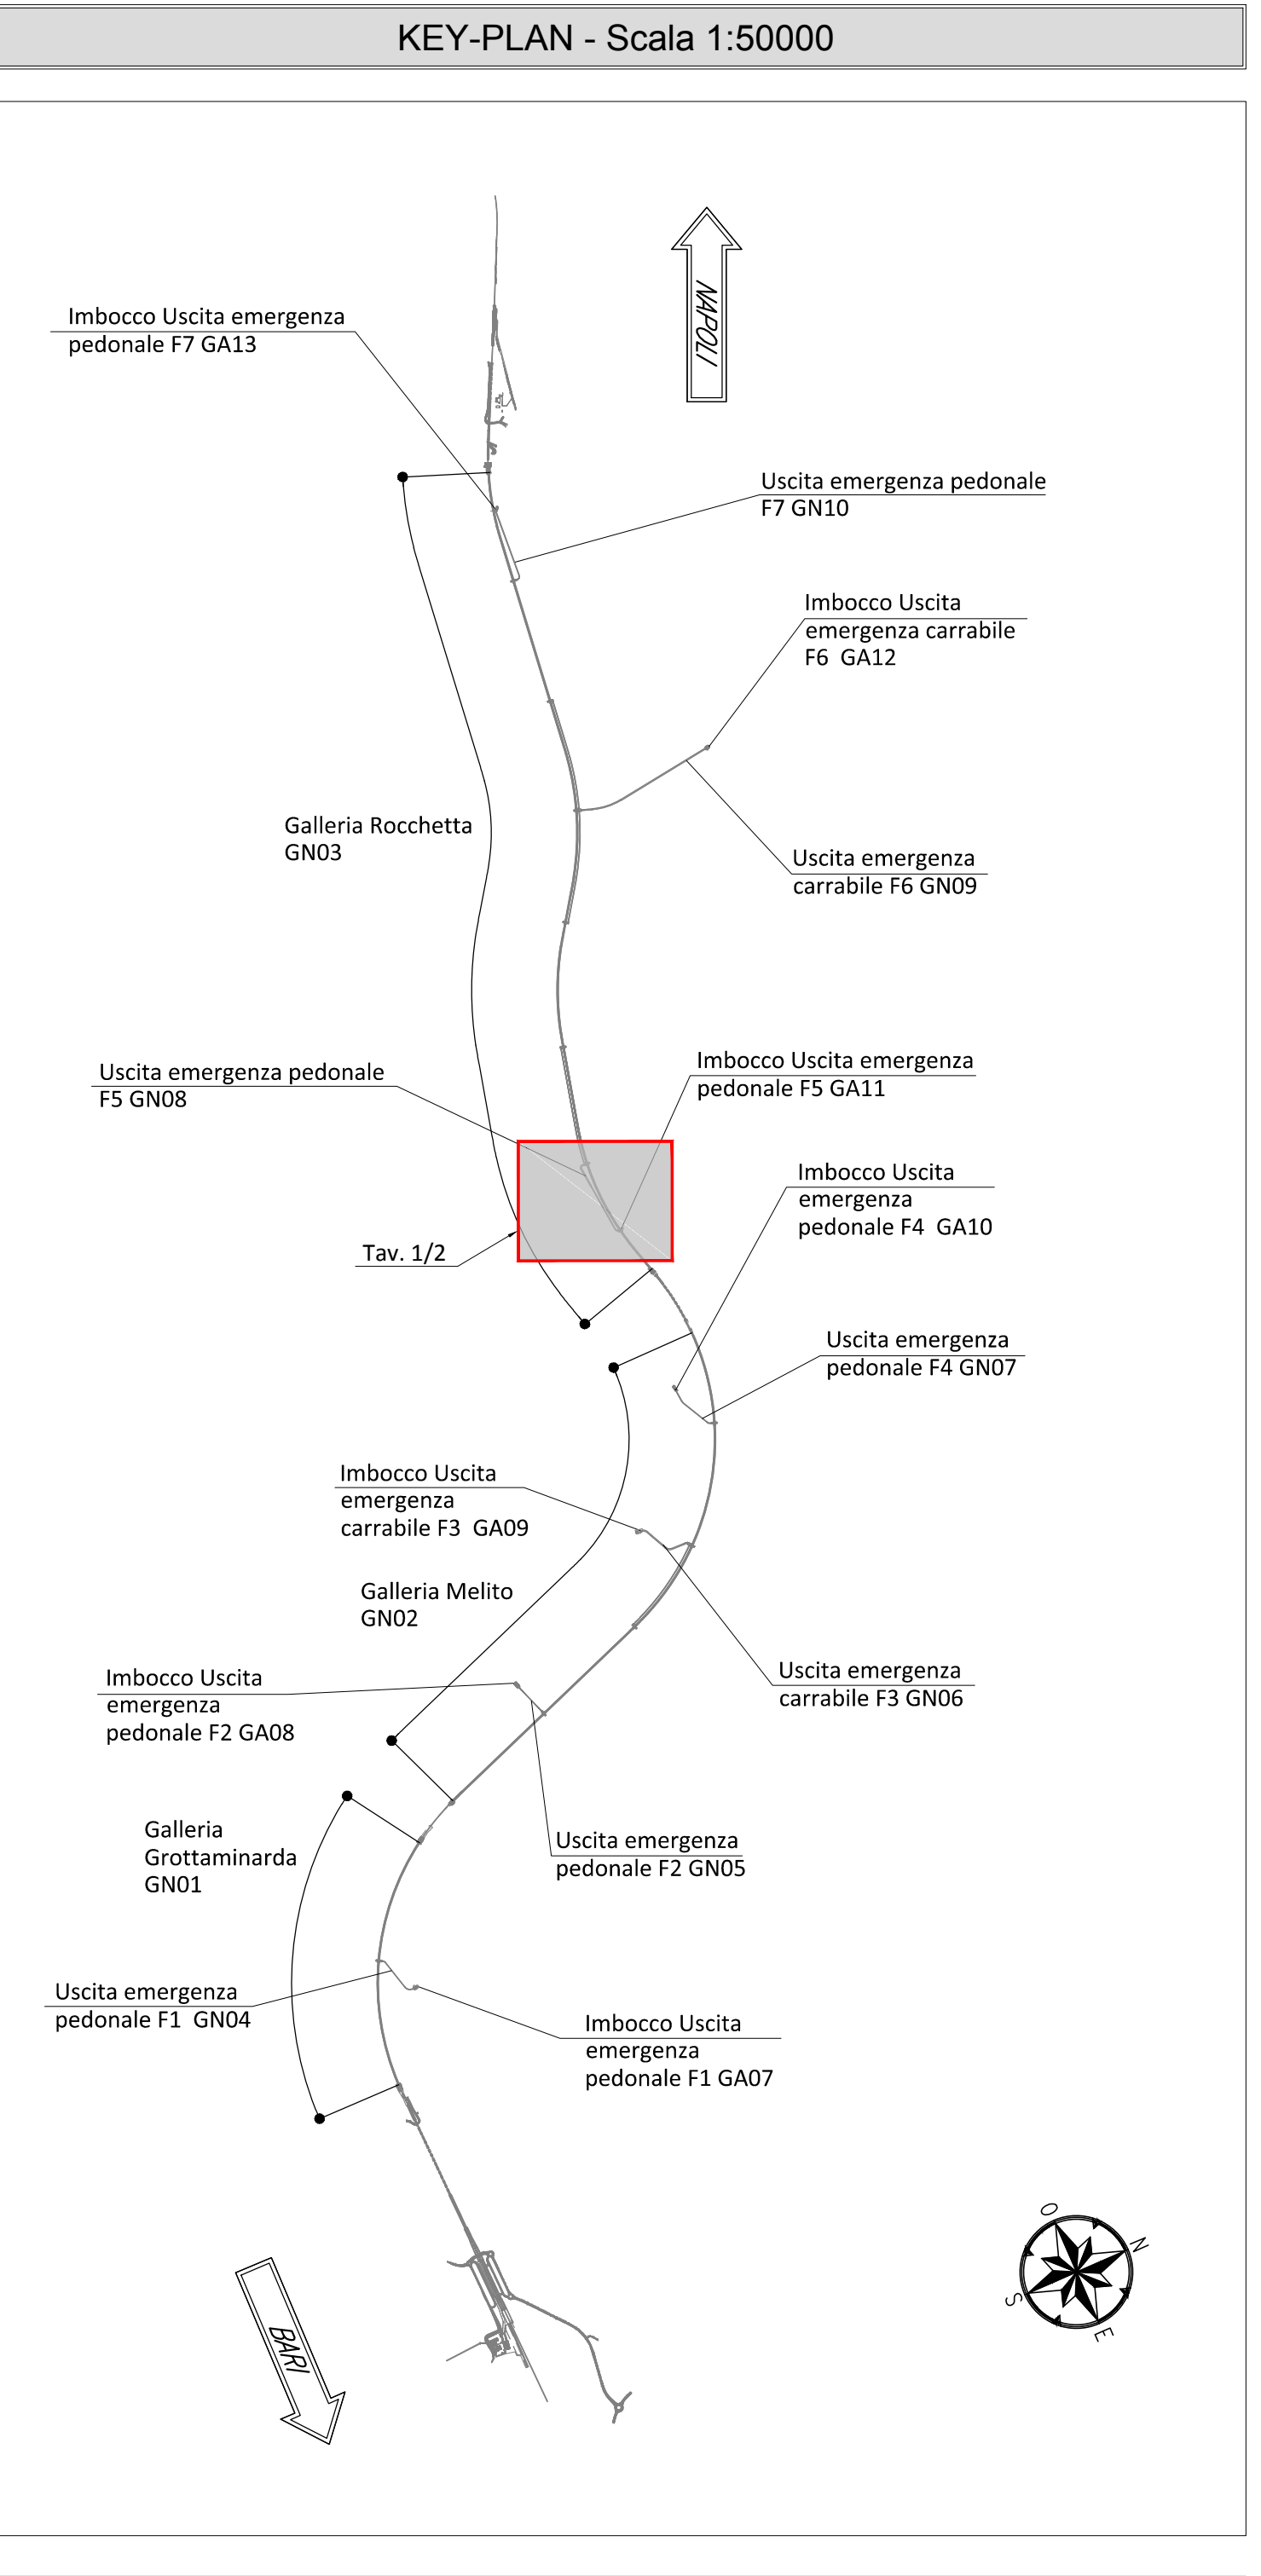 KEY-PLAN - Scala 1:50000
NAPOLI
Imbocco Uscita emergenza
pedonale F7 GA13
Uscita emergenza pedonale
F7 GN10
Imbocco Uscita
emergenza carrabile
F6 GA12
Galleria Rocchetta
GN03
Uscita emergenza
carrabile F6 GN09
Uscita emergenza pedonale
F5 GN08
Imbocco Uscita emergenza
pedonale F5 GA11
Imbocco Uscita
emergenza
pedonale F4 GA10
Tav. 1/2
Uscita emergenza
pedonale F4 GN07
Imbocco Uscita
emergenza
carrabile F3 GA09
Galleria Melito
GN02
Imbocco Uscita
emergenza
pedonale F2 GA08
Uscita emergenza
carrabile F3 GN06
Galleria
Grottaminarda
GN01
Uscita emergenza
pedonale F2 GN05
Uscita emergenza
pedonale F1 GN04
Imbocco Uscita
emergenza
pedonale F1 GA07
O
N
S
E
BARI